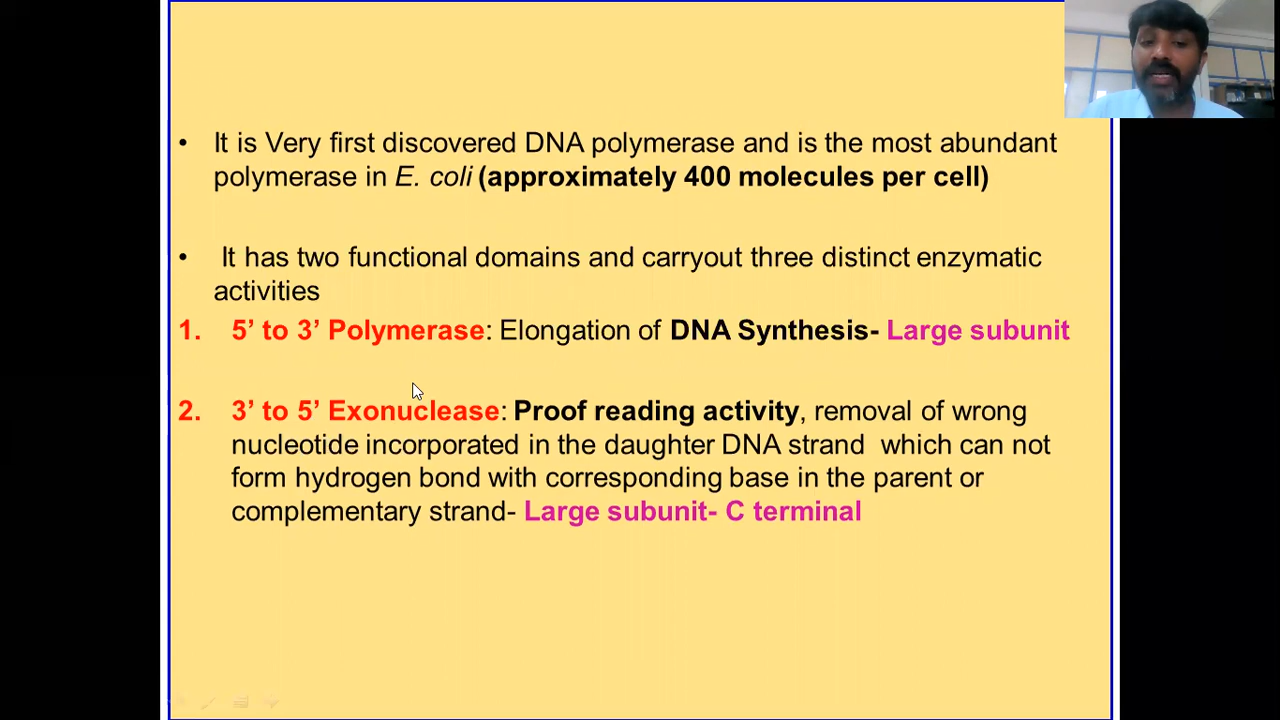 • It is Very first discovered DNA polymerase and is the most abundant
polymerase in E. coli (approximately 400 molecules per cell)
• It has two functional domains and carryout three distinct enzymatic
activities
1. 5’ to 3’ Polymerase: Elongation of DNA Synthesis- Large subunit
2. 3’ to 5’ Exonuclease: Proof reading activity, removal of wrong
nucleotide incorporated in the daughter DNA strand which can not
form hydrogen bond with corresponding base in the parent or
complementary strand- Large subunit- C terminal